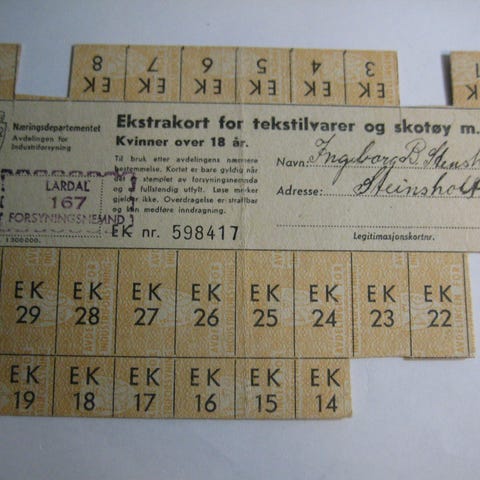 8 7 6 5 4 3
EK EK EK EK EK EK EK
Næringsdepartementet
Avdelingen for
Industriforsyning
Ekstrakort for tekstilvarer og skotøy m.
Kvinner over 18 år.
Til bruk etter avdelingens nærmere
bestemmelse. Kortet er bare gyldig når
det er stemplet av forsyningsnemnda
og fullstendig utfylt. Løse merker
gjelder ikke. Overdragelse er straffbar
og kan medføre inndragning.
Navn: Ingeborg B.
Adresse: Steinsholt
LARDAL
167
FORSYSNINGSNEMND
EK nr. 598417
Legitimasjonskortnr.
EK EK EK EK EK EK EK EK
29 28 27 26 25 24 23 22
EK EK EK EK EK EK
19 18 17 16 15 14